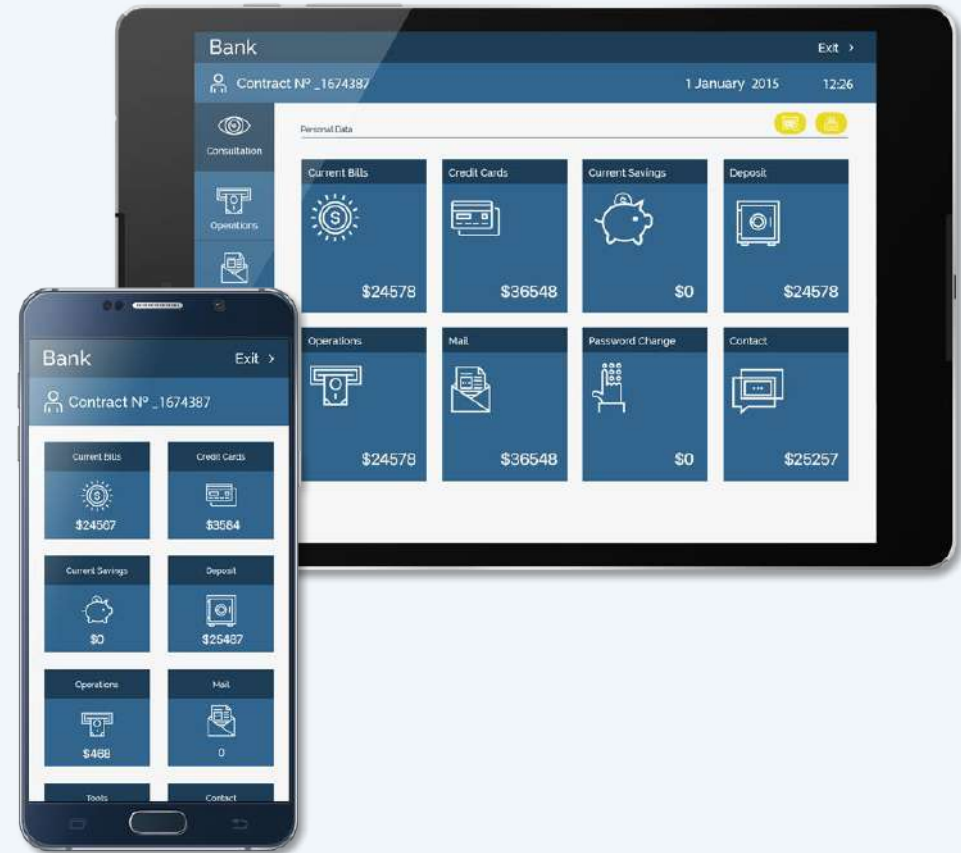 Bank
Exit >
Contract Nº _1674387
1 January 2015
12:26
Consultation
Operations
Personal Data
Current Bills
Credit Cards
Current Savings
Deposit
$24578
$36548
$0
$24578
Operations
Mail
Password Change
Contact
$24578
$36548
$0
$25257
Bank
Exit >
Contract Nº _1674387
Current Bills
Credit Cards
$24567
$3564
Current Savings
Deposit
$0
$25487
Operations
Mail
$468
0
Tools
Contact